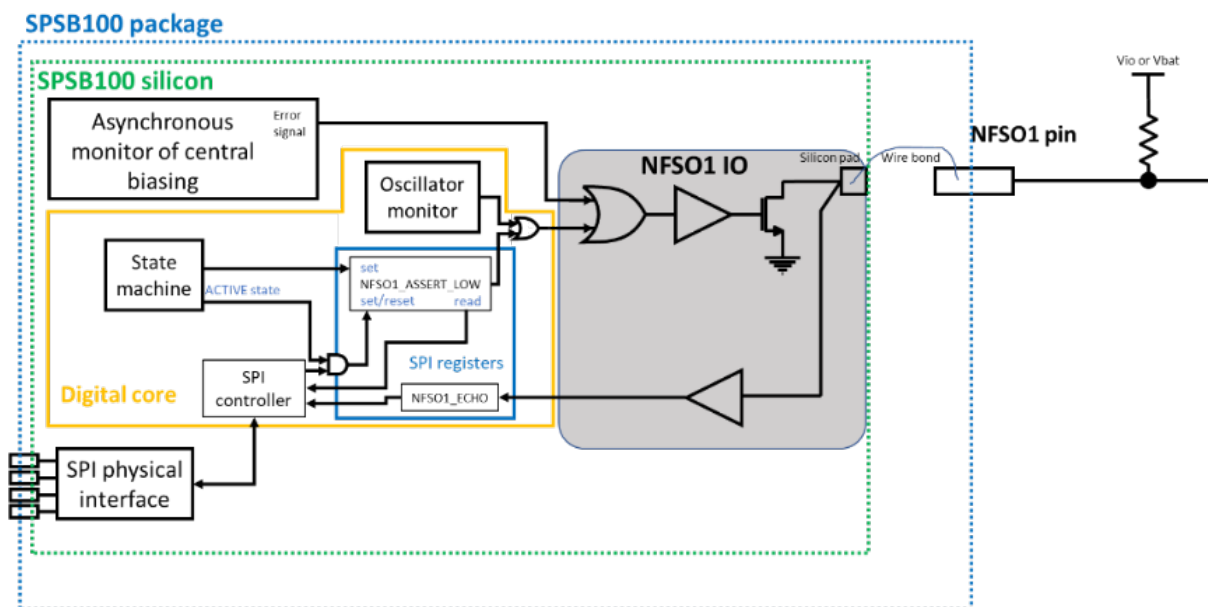 SPSB100 package
SPSB100 silicon
Vio or Vbat
Asynchronous
monitor of central
biasing
Error
signal
NFSO1 pin
Silicon pad
Wire bond
NFSO1 IO
Oscillator
monitor
State
machine
set
NFSO1_ASSERT_LOW
set/reset
read
ACTIVE state
SPI registers
SPI
controller
Digital core
NFSO1_ECHO
SPI physical
interface